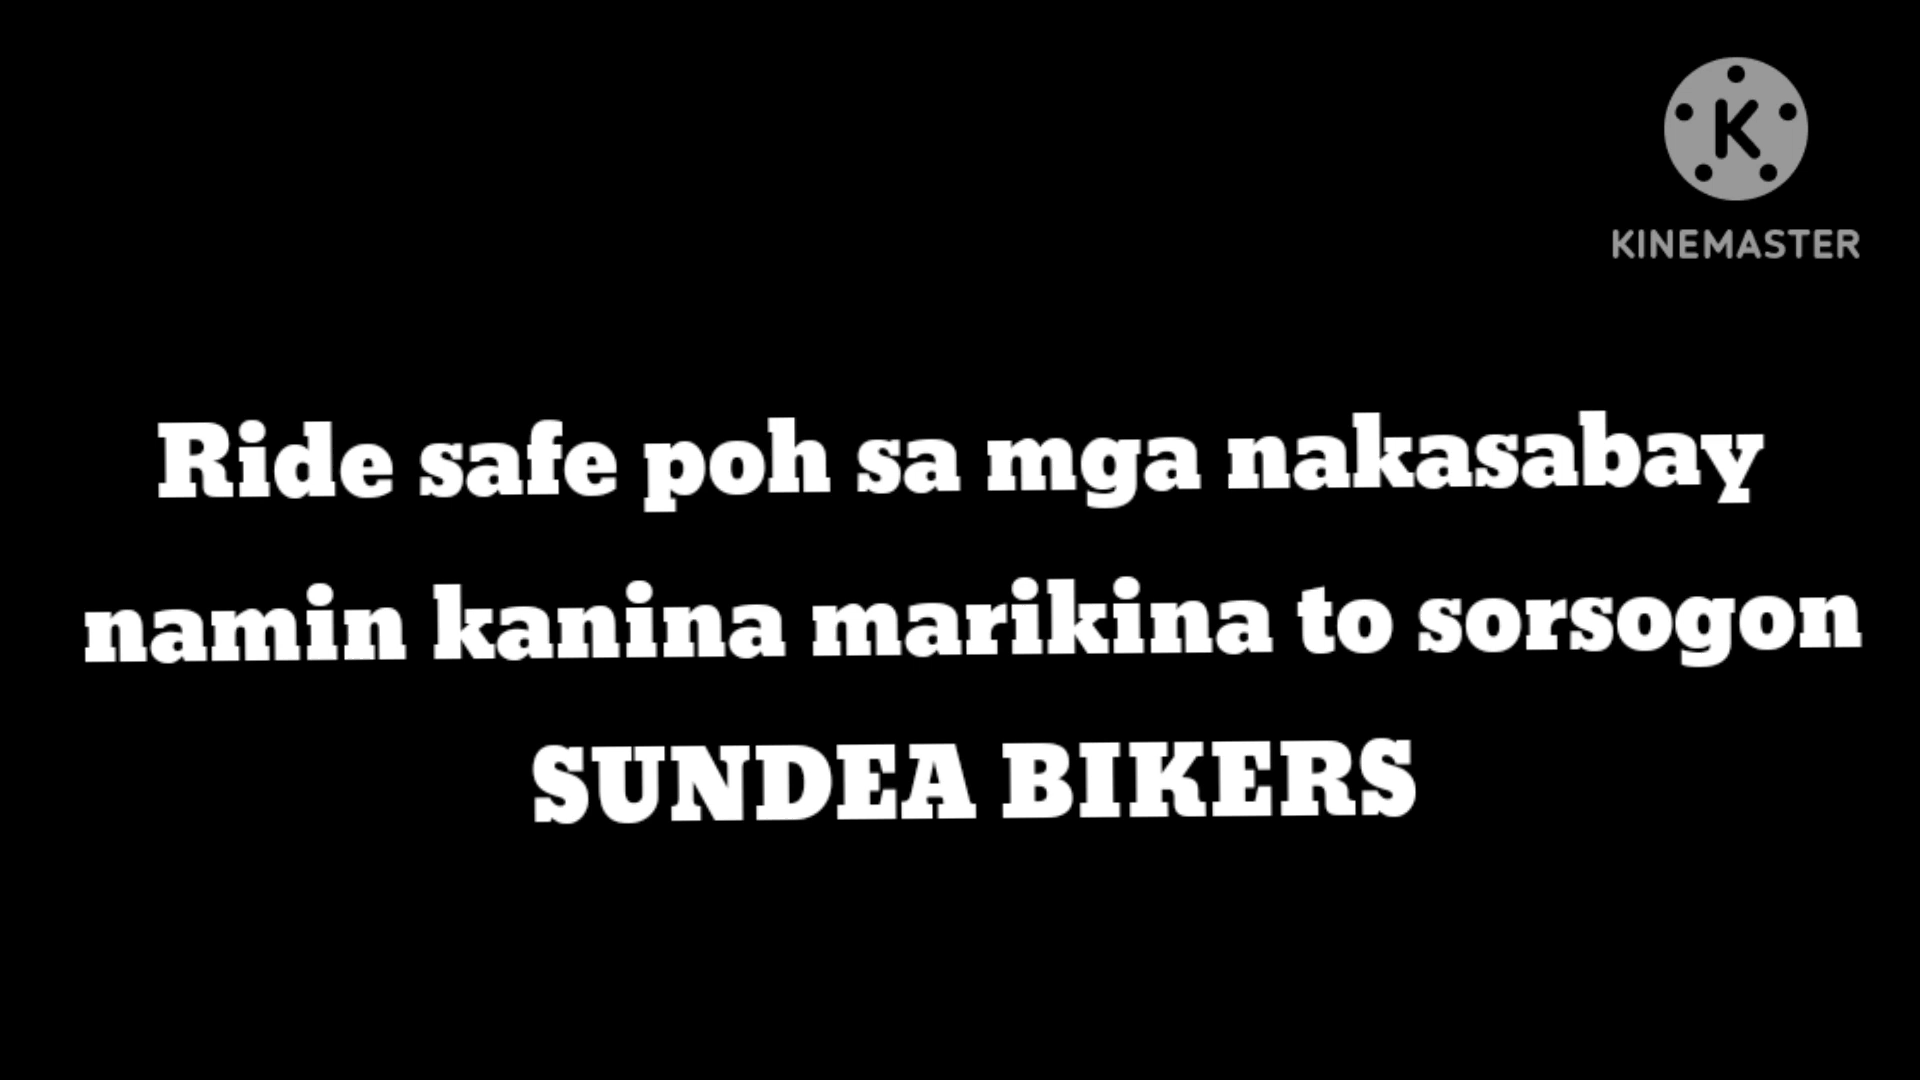 K
KINEMASTER
Ride safe poh sa mga nakasabay
namin kanina marikina to sorsogon
SUNDEA BIKERS